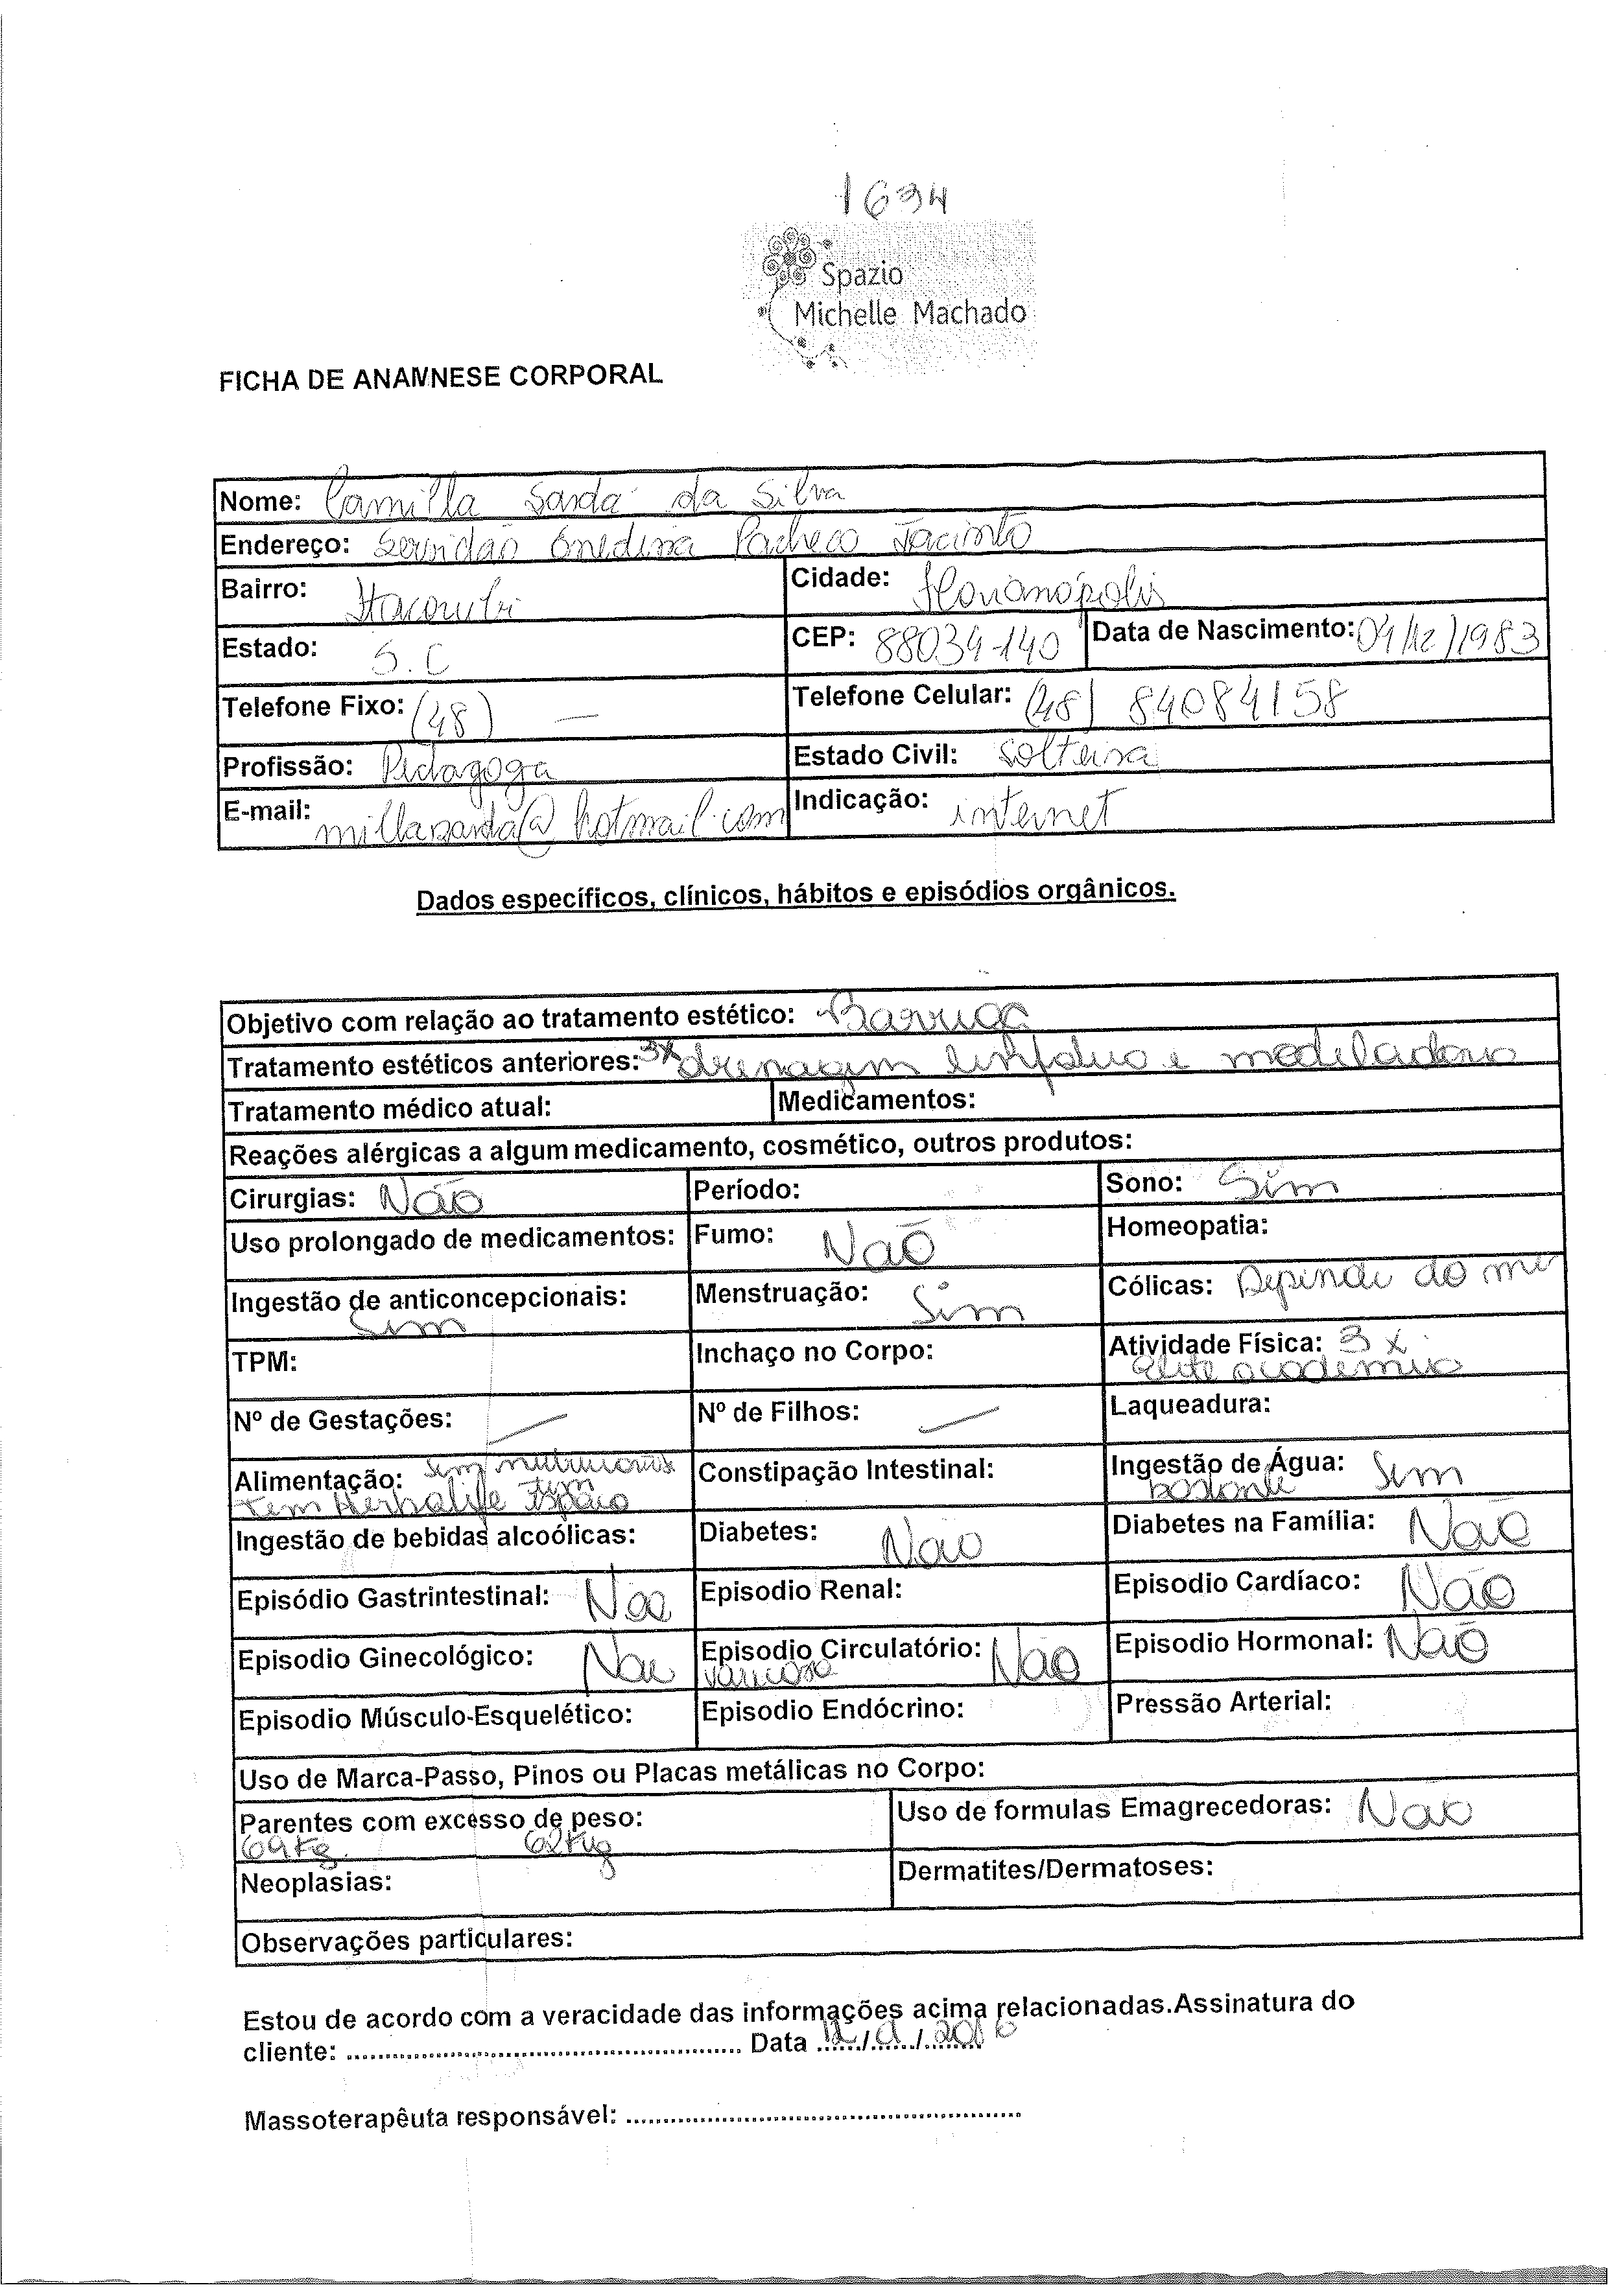 1634
Spazio
Michelle Machado
FICHA DE ANAMNESE CORPORAL
Nome: Camilla Sardá da Silva
Endereço: Servidão Onedina Pacheco Jacinto
Bairro: Itacorubi Cidade: Florianópolis
Estado: S.C CEP: 88034-140 Data de Nascimento: 04/12/1983
Telefone Fixo: (48) — Telefone Celular: (48) 84084158
Profissão: Pedagoga Estado Civil: Solteira
E-mail: millasarda@hotmail.com Indicação: internet
Dados específicos, clínicos, hábitos e episódios orgânicos.
Objetivo com relação ao tratamento estético: Barriga
Tratamento estéticos anteriores: 3x drenagem linfática e modeladora
Tratamento médico atual: Medicamentos:
Reações alérgicas a algum medicamento, cosmético, outros produtos:
Cirurgias: Não Período: Sono: Sim
Uso prolongado de medicamentos: Fumo: Não Homeopatia:
Ingestão de anticoncepcionais: Sim Menstruação: Sim Cólicas: Depende do
TPM: Inchaço no Corpo: Atividade Física: 3 x
elite academia
Nº de Gestações: — Nº de Filhos: — Laqueadura:
Alimentação: sem nutricionista Constipação Intestinal: Ingestão de Água: Sim
tem Herbalife tem espaço bastante
Ingestão de bebidas alcoólicas: Diabetes: Não Diabetes na Família: Não
Episódio Gastrintestinal: Não Episodio Renal: Episodio Cardíaco: Não
Episodio Ginecológico: Não Episodio Circulatório: Não Episodio Hormonal: Não
varicosa
Episodio Músculo-Esquelético: Episodio Endócrino: Pressão Arterial:
Uso de Marca-Passo, Pinos ou Placas metálicas no Corpo:
Parentes com excesso de peso: Uso de formulas Emagrecedoras: Não
69kg. 62kg
Neoplasias: Dermatites/Dermatoses:
Observações particulares:
Estou de acordo com a veracidade das informações acima relacionadas.Assinatura do
cliente: ........ Data 12/01/2016
Massoterapêuta responsável: ........